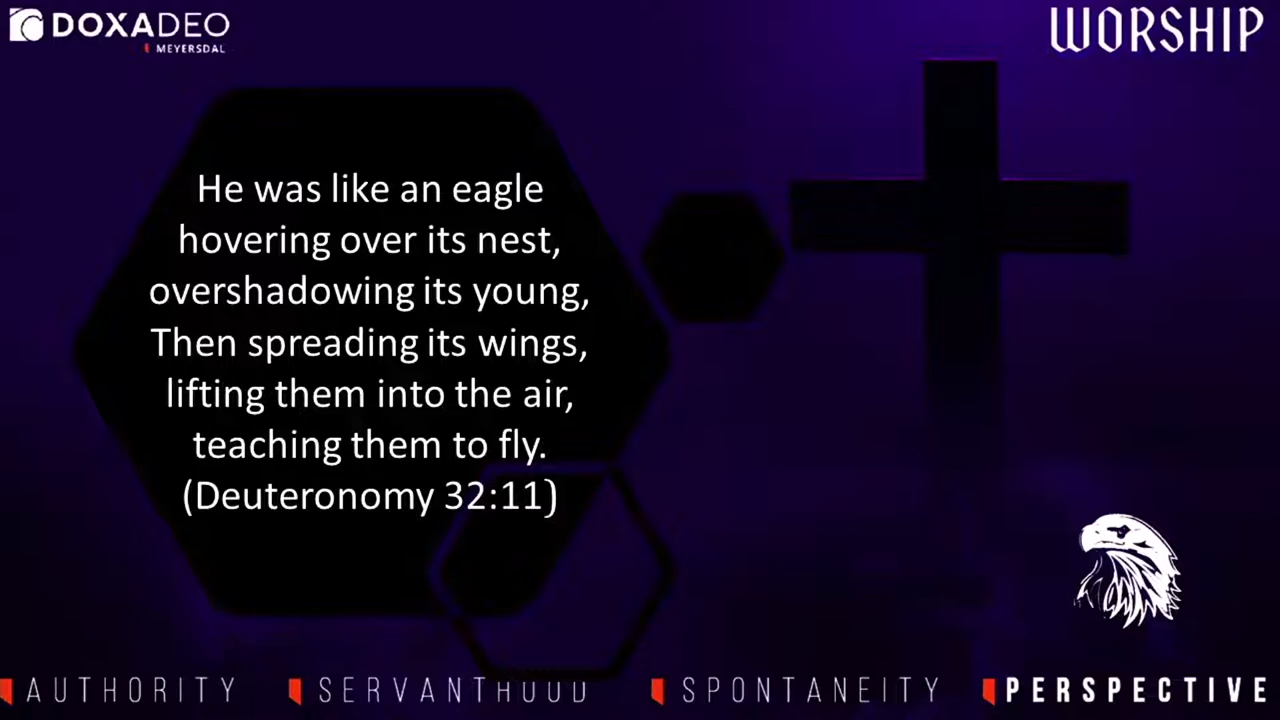 DOXADEO
MEYERSDAL
WORSHIP
He was like an eagle
hovering over its nest,
overshadowing its young,
Then spreading its wings,
lifting them into the air,
teaching them to fly.
(Deuteronomy 32:11)
AUTHORITY
SERVANTHOOD
SPONTANEITY
PERSPECTIVE